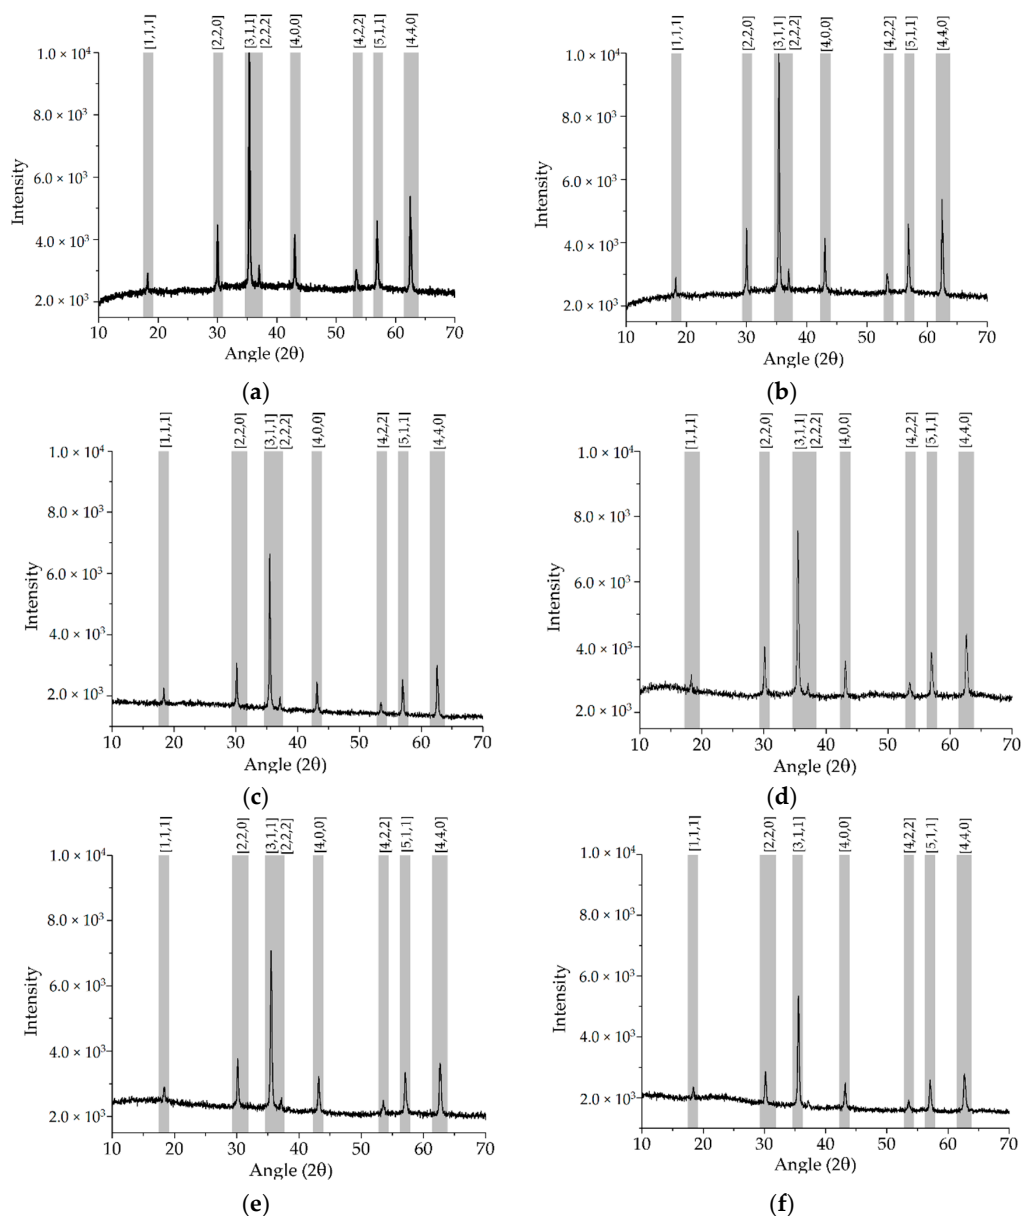 [1,1,1] [2,2,0] [3,1,1] [2,2,2] [4,0,0] [4,2,2] [5,1,1] [4,4,0]
1.0 × 10⁴
8.0 × 10³
6.0 × 10³
4.0 × 10³
2.0 × 10³
Intensity
10 20 30 40 50 60 70
Angle (2θ)
(a)
[1,1,1] [2,2,0] [3,1,1] [2,2,2] [4,0,0] [4,2,2] [5,1,1] [4,4,0]
1.0 × 10⁴
8.0 × 10³
6.0 × 10³
4.0 × 10³
2.0 × 10³
Intensity
10 20 30 40 50 60 70
Angle (2θ)
(b)
[1,1,1] [2,2,0] [3,1,1] [2,2,2] [4,0,0] [4,2,2] [5,1,1] [4,4,0]
1.0 × 10⁴
8.0 × 10³
6.0 × 10³
4.0 × 10³
2.0 × 10³
Intensity
10 20 30 40 50 60 70
Angle (2θ)
(c)
[1,1,1] [2,2,0] [3,1,1] [2,2,2] [4,0,0] [4,2,2] [5,1,1] [4,4,0]
1.0 × 10⁴
8.0 × 10³
6.0 × 10³
4.0 × 10³
2.0 × 10³
Intensity
10 20 30 40 50 60 70
Angle (2θ)
(d)
[1,1,1] [2,2,0] [3,1,1] [2,2,2] [4,0,0] [4,2,2] [5,1,1] [4,4,0]
1.0 × 10⁴
8.0 × 10³
6.0 × 10³
4.0 × 10³
2.0 × 10³
Intensity
10 20 30 40 50 60 70
Angle (2θ)
(e)
[1,1,1] [2,2,0] [3,1,1] [4,0,0] [4,2,2] [5,1,1] [4,4,0]
1.0 × 10⁴
8.0 × 10³
6.0 × 10³
4.0 × 10³
2.0 × 10³
Intensity
10 20 30 40 50 60 70
Angle (2θ)
(f)